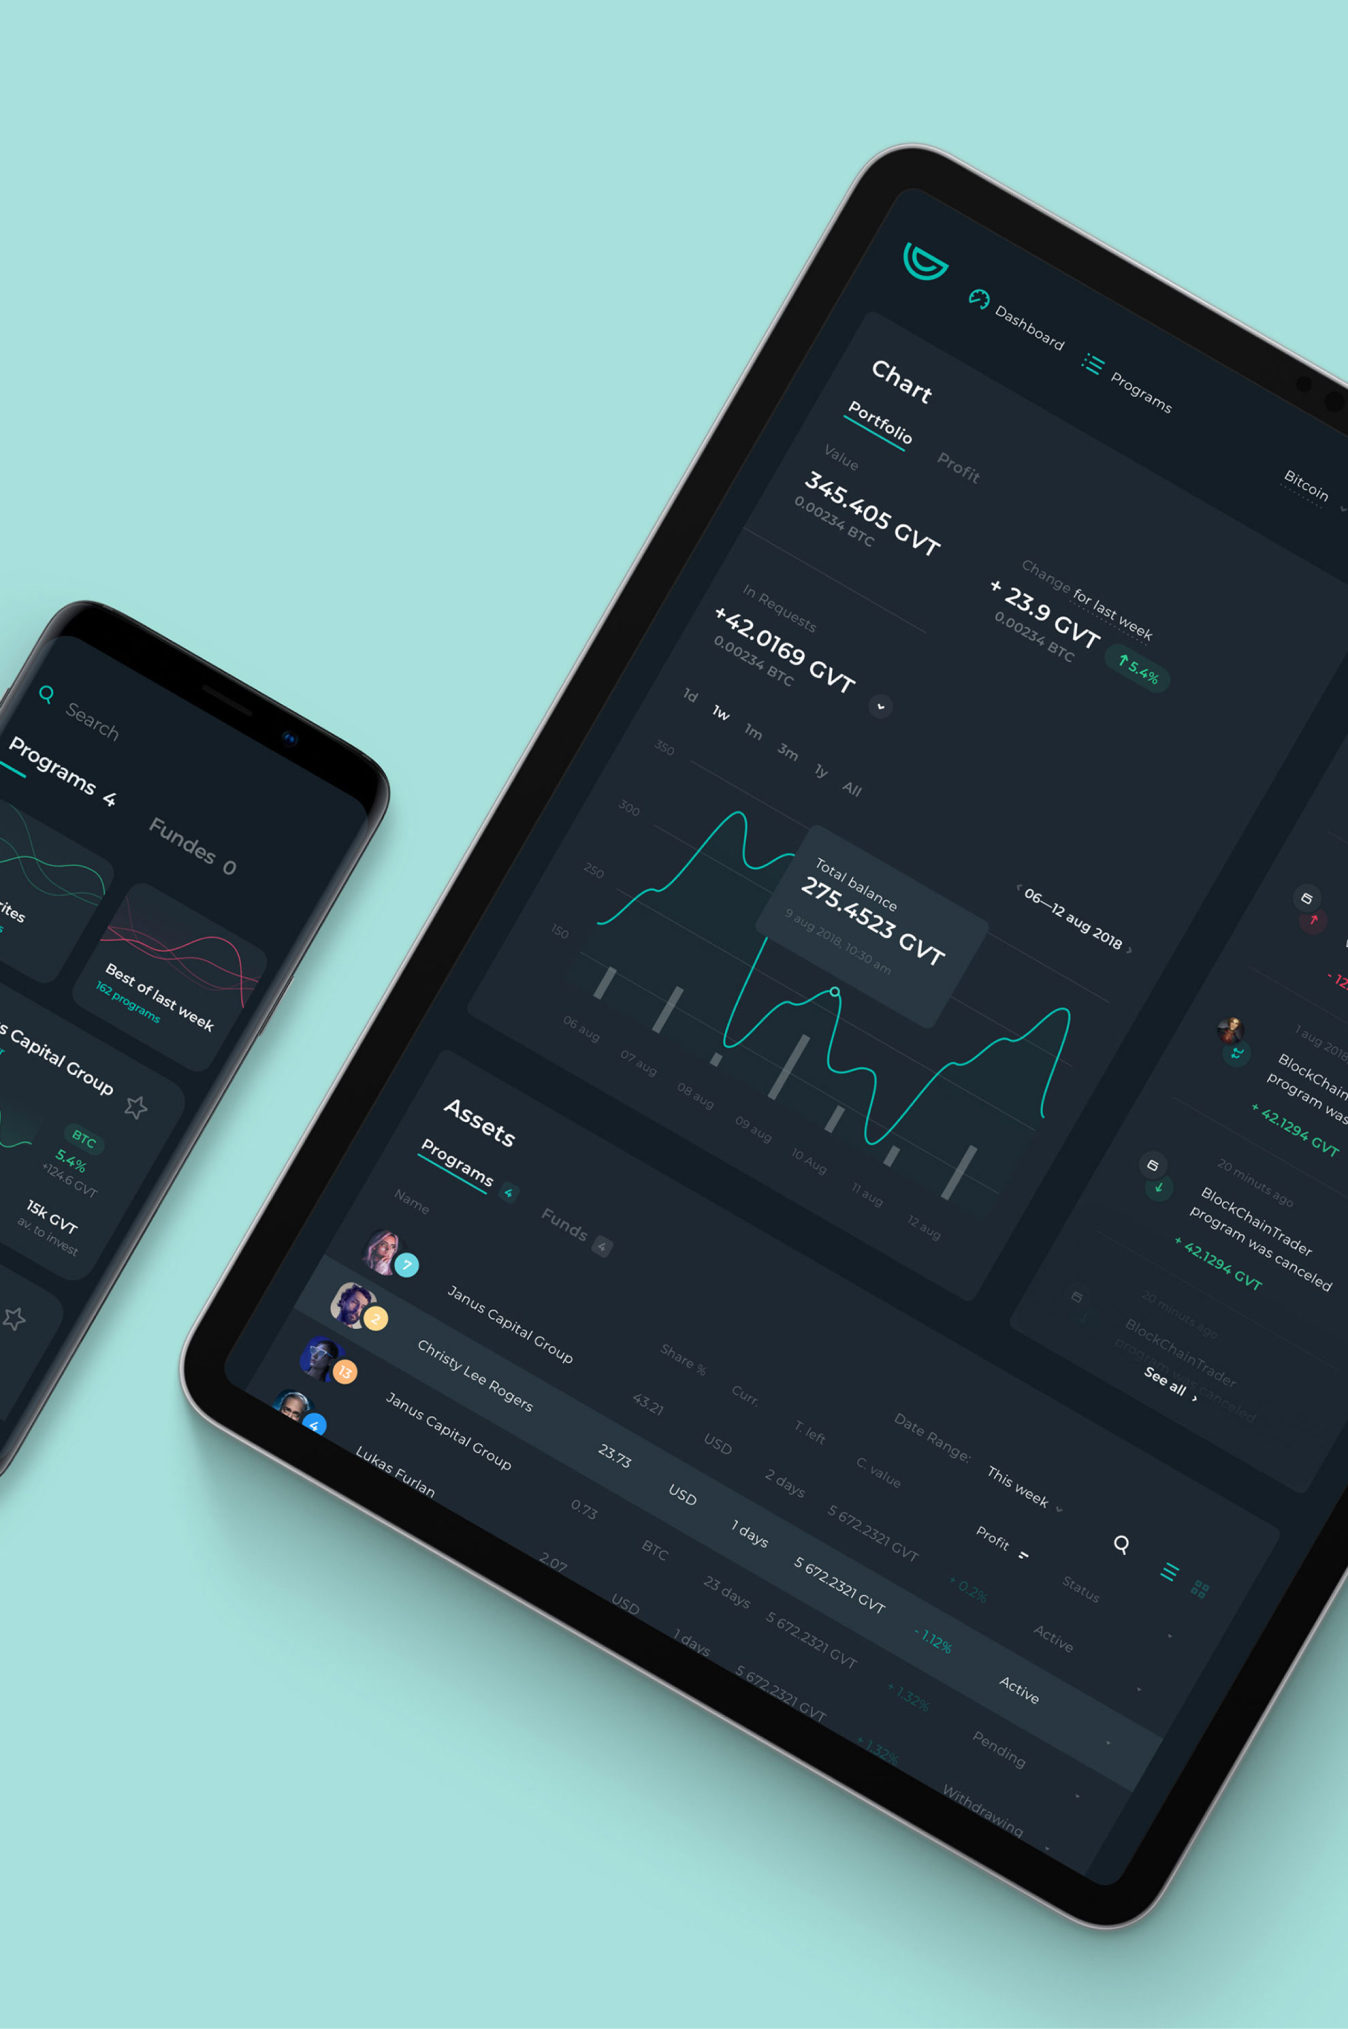 Search
Programs 4
Fundes 0
Best of last week
162 programs
Capital Group
BTC
5.4%
+124.6 GVT
15k GVT
av. to invest
Dashboard
Programs
Bitcoin
Chart
Portfolio
Profit
Value
345.405 GVT
0.00234 BTC
Change for last week
+ 23.9 GVT
5.4%
0.00234 BTC
In Requests
+42.0169 GVT
0.00234 BTC
1d 1w 1m 3m 1y All
06—12 aug 2018
350
300
250
150
Total balance
275.4523 GVT
9 aug 2018, 10:30 am
06 aug
07 aug
08 aug
09 aug
10 Aug
11 aug
12 aug
1 aug 2018
BlockChain
program was
+ 42.1294 GVT
20 minuts ago
BlockChainTrader
program was canceled
+ 42.1294 GVT
20 minuts ago
BlockChainTrader
program was canceled
See all
Assets
Programs 4
Funds 4
Date Range: This week
Name
Share %
Curr.
T. left
C. value
Profit
Status
7 Janus Capital Group 43.21 USD 2 days 5 672.2321 GVT + 0.2% Active
2 Christy Lee Rogers 23.73 USD 1 days 5 672.2321 GVT - 1.12% Active
13 Janus Capital Group 0.73 BTC 23 days 5 672.2321 GVT + 1.32% Pending
4 Lukas Furlan 2.07 USD 1 days 5 672.2321 GVT + 1.32% Withdrawing